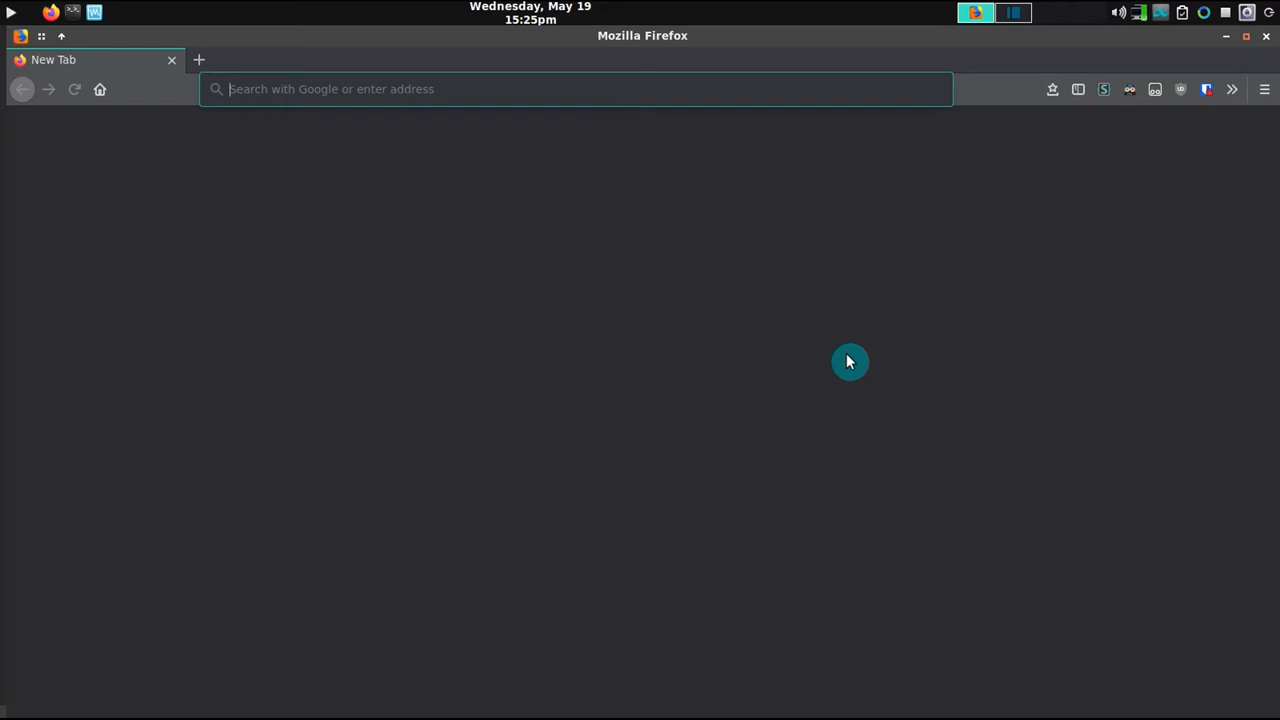 Wednesday, May 19
15:25pm
Mozilla Firefox
New Tab
Search with Google or enter address